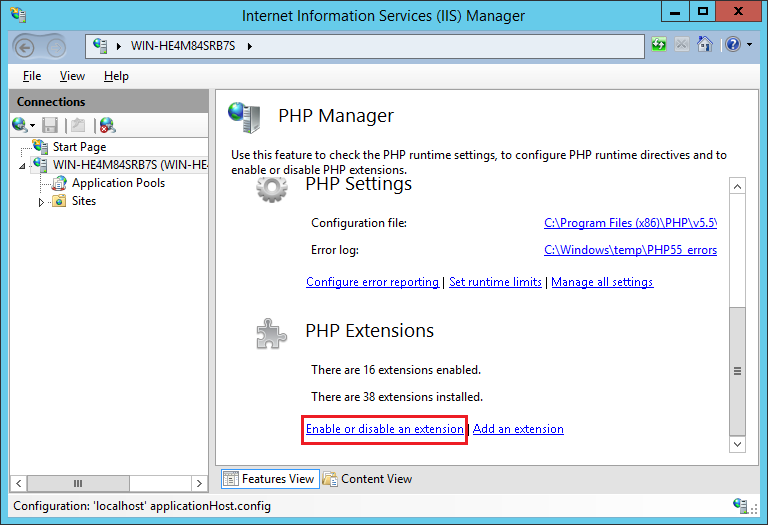 Internet Information Services (IIS) Manager
WIN-HE4M84SRB7S
File View Help
Connections
Start Page
WIN-HE4M84SRB7S (WIN-HE
Application Pools
Sites
PHP Manager
Use this feature to check the PHP runtime settings, to configure PHP runtime directives and to
enable or disable PHP extensions.
PHP Settings
Configuration file: C:\Program Files (x86)\PHP\v5.5\
Error log: C:\Windows\temp\PHP55_errors
Configure error reporting | Set runtime limits | Manage all settings
PHP Extensions
There are 16 extensions enabled.
There are 38 extensions installed.
Enable or disable an extension | Add an extension
Features View Content View
Configuration: 'localhost' applicationHost.config